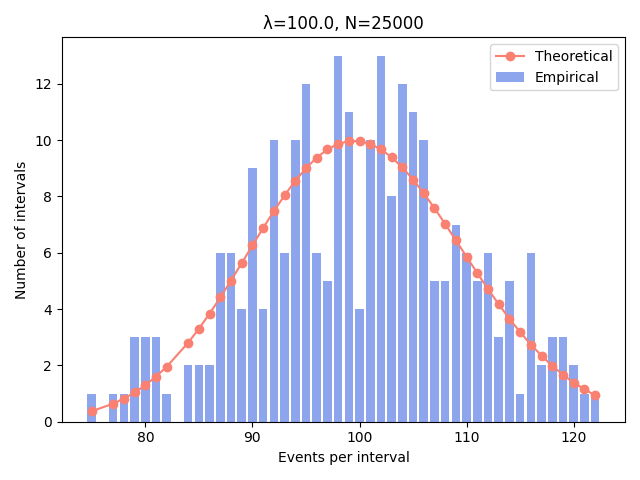 λ=100.0, N=25000
Theoretical
Empirical
Number of intervals
12
10
8
6
4
2
0
80
90
100
110
120
Events per interval